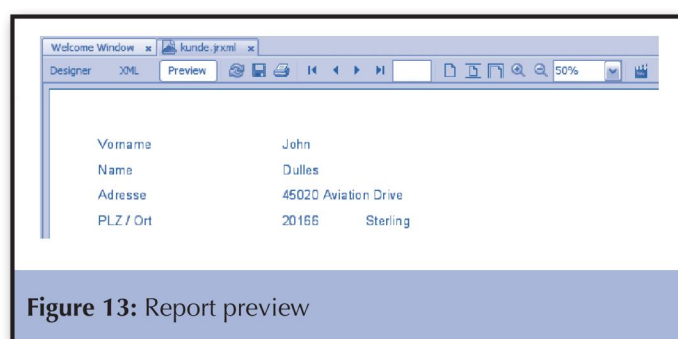 Welcome Window x kunde.jrxml x
Designer XML Preview 50%
Vorname John
Name Dulles
Adresse 45020 Aviation Drive
PLZ / Ort 20166 Sterling
Figure 13: Report preview